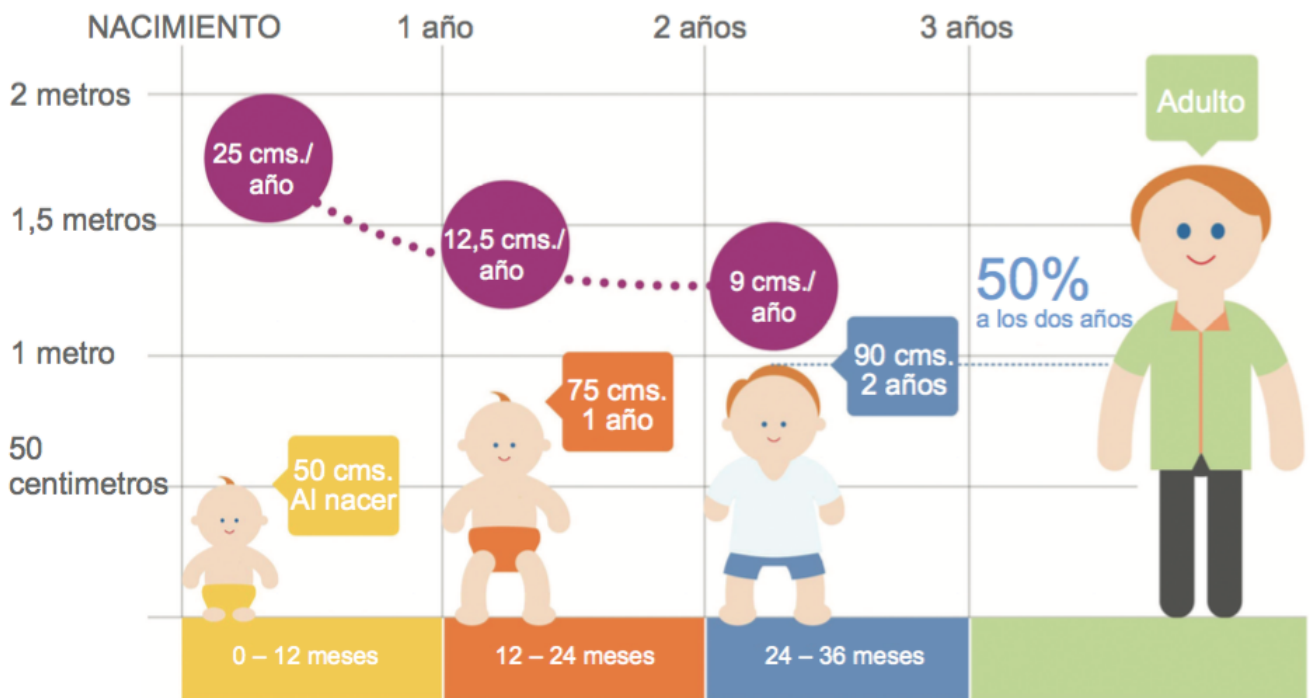 NACIMIENTO
1 año
2 años
3 años
2 metros
1,5 metros
1 metro
50
centimetros
25 cms./
año
12,5 cms./
año
9 cms./
año
50%
a los dos años
Adulto
50 cms.
Al nacer
75 cms.
1 año
90 cms.
2 años
0 – 12 meses
12 – 24 meses
24 – 36 meses